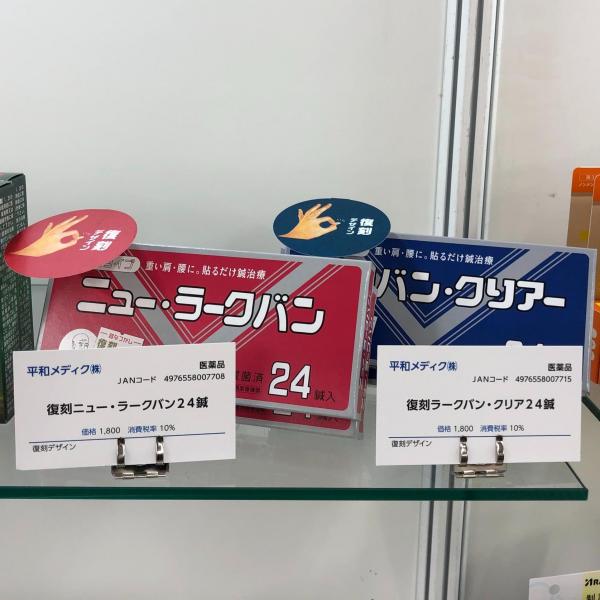 復刻
デザイン
重い肩・腰に。貼るだけ鍼治療
ニュー・ラークバン
復刻
菌済
24
鍼入
平和メディク㈱
医薬品
JANコード 4976558007708
復刻ニュー・ラークバン24鍼
価格 1,800 消費税率 10%
復刻デザイン
復刻
デザイン
重い肩・腰に。貼るだけ鍼治療
バン・クリアー
平和メディク㈱
医薬品
JANコード 4976558007715
復刻ラークバン・クリア24鍼
価格 1,800 消費税率 10%
復刻デザイン